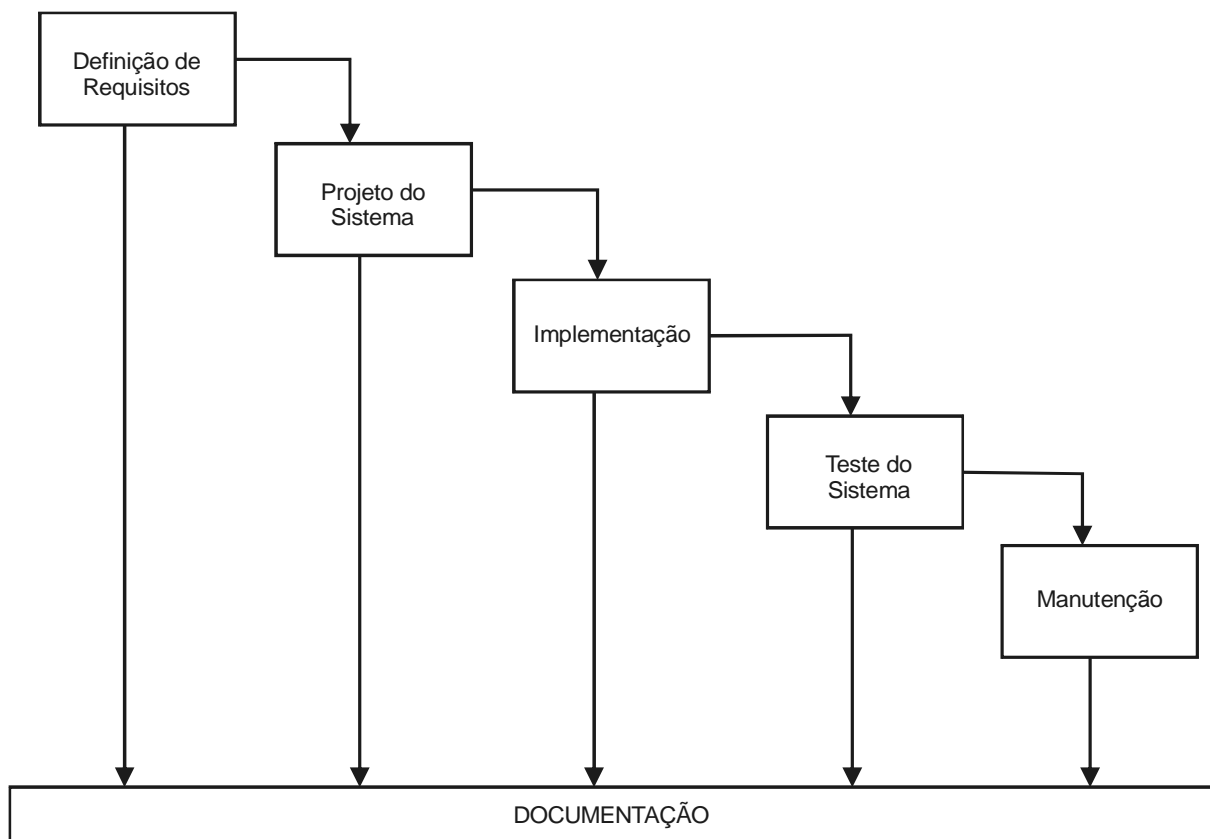 Definição de
Requisitos
Projeto do
Sistema
Implementação
Teste do
Sistema
Manutenção
DOCUMENTAÇÃO